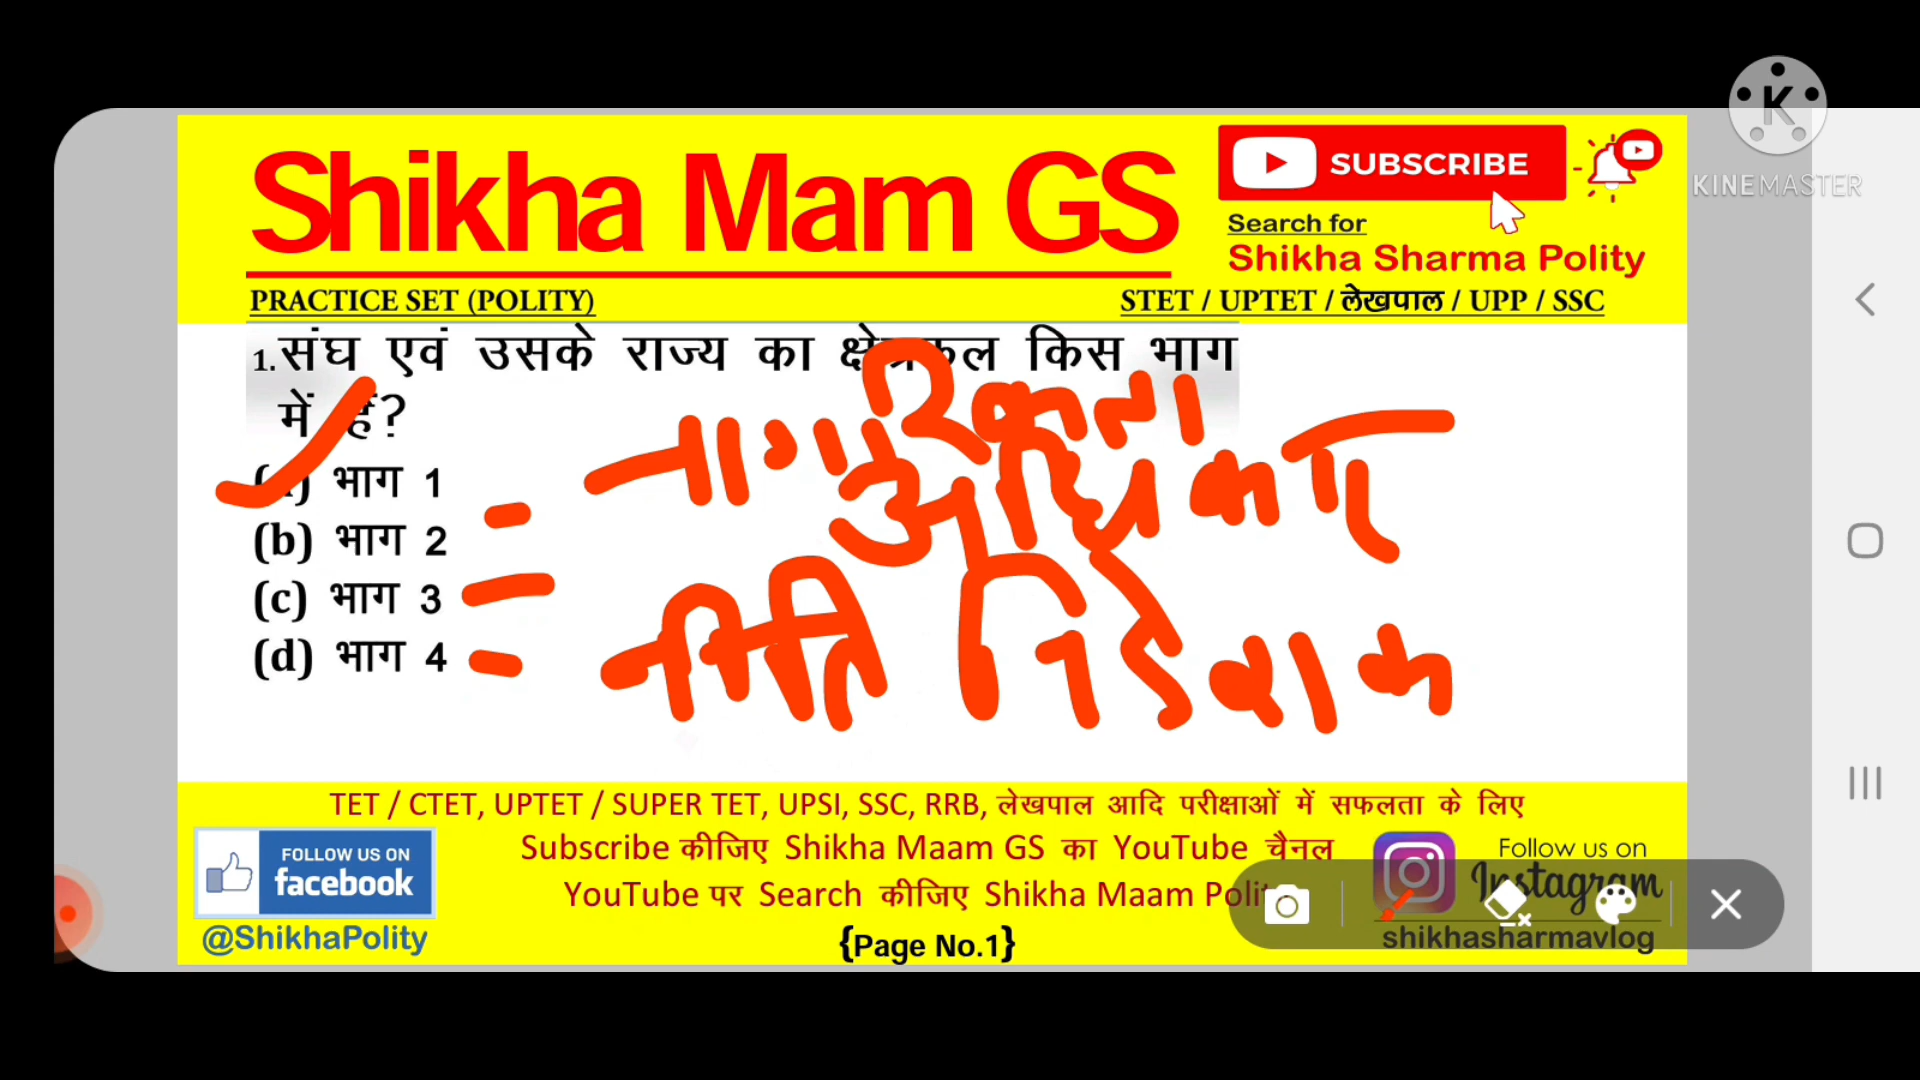 Shikha Mam GS
SUBSCRIBE
Search for
Shikha Sharma Polity
KINEMASTER
PRACTICE SET (POLITY)
STET / UPTET / लेखपाल / UPP / SSC
1. संघ एवं उसके राज्य का क्षेत्रफल किस भाग
में हैं?
(a) भाग 1
(b) भाग 2 - नागरिकता
(c) भाग 3 - अधिकार
(d) भाग 4 - निति निर्देशक
TET / CTET, UPTET / SUPER TET, UPSI, SSC, RRB, लेखपाल आदि परीक्षाओं में सफलता के लिए
Subscribe कीजिए Shikha Maam GS का YouTube चैनल
YouTube पर Search कीजिए Shikha Maam Polity
{Page No.1}
FOLLOW US ON
facebook
@ShikhaPolity
Follow us on
Instagram
shikhasharmavlog